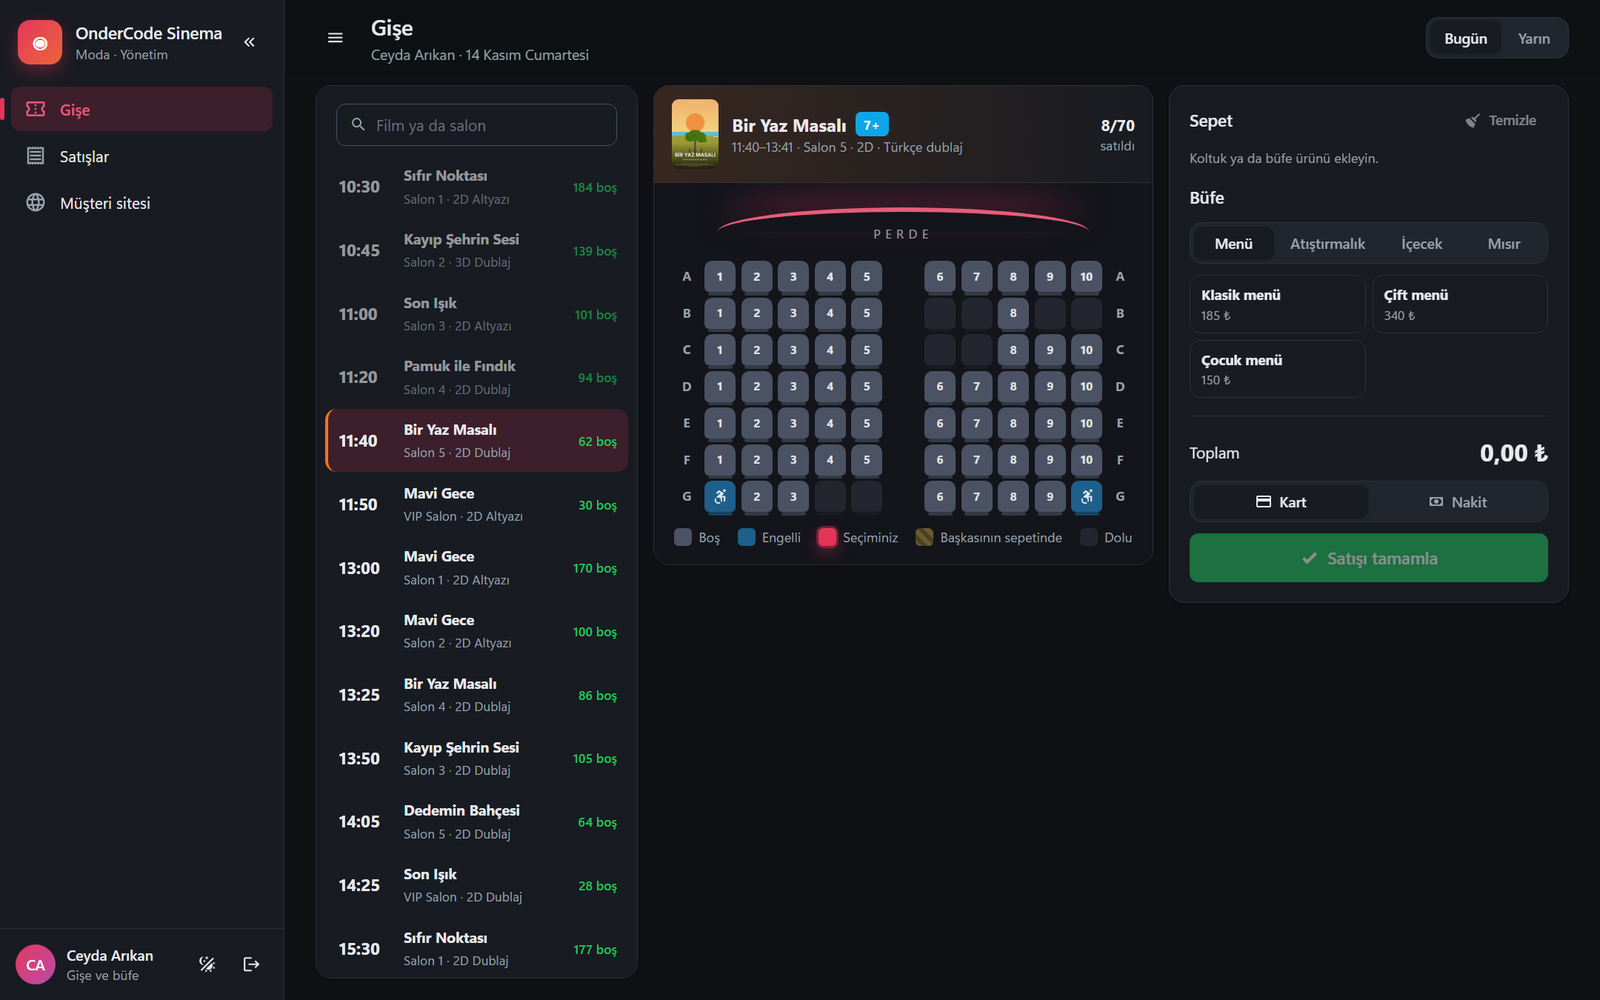 OnderCode Sinema
Moda · Yönetim
Gişe
Satışlar
Müşteri sitesi
CA
Ceyda Arıkan
Gişe ve büfe
Gişe
Ceyda Arıkan · 14 Kasım Cumartesi
Bugün
Yarın
Film ya da salon
10:30
Sıfır Noktası
Salon 1 · 2D Altyazı
184 boş
10:45
Kayıp Şehrin Sesi
Salon 2 · 3D Dublaj
139 boş
11:00
Son Işık
Salon 3 · 2D Altyazı
101 boş
11:20
Pamuk ile Fındık
Salon 4 · 2D Dublaj
94 boş
11:40
Bir Yaz Masalı
Salon 5 · 2D Dublaj
62 boş
11:50
Mavi Gece
VIP Salon · 2D Altyazı
30 boş
13:00
Mavi Gece
Salon 1 · 2D Altyazı
170 boş
13:20
Mavi Gece
Salon 2 · 2D Altyazı
100 boş
13:25
Bir Yaz Masalı
Salon 4 · 2D Dublaj
86 boş
13:50
Kayıp Şehrin Sesi
Salon 3 · 2D Dublaj
105 boş
14:05
Dedemin Bahçesi
Salon 5 · 2D Dublaj
64 boş
14:25
Son Işık
VIP Salon · 2D Dublaj
28 boş
15:30
Sıfır Noktası
Salon 1 · 2D Dublaj
177 boş
BİR YAZ MASALI
Bir Yaz Masalı 7+
11:40–13:41 · Salon 5 · 2D · Türkçe dublaj
8/70
satıldı
PERDE
A 1 2 3 4 5 6 7 8 9 10 A
B 1 2 3 4 5 8 B
C 1 2 3 4 5 8 9 10 C
D 1 2 3 4 5 6 7 8 9 10 D
E 1 2 3 4 5 6 7 8 9 10 E
F 1 2 3 4 5 6 7 8 9 10 F
G 2 3 6 7 8 9 G
Boş
Engelli
Seçiminiz
Başkasının sepetinde
Dolu
Sepet
Temizle
Koltuk ya da büfe ürünü ekleyin.
Büfe
Menü
Atıştırmalık
İçecek
Mısır
Klasik menü
185 ₺
Çift menü
340 ₺
Çocuk menü
150 ₺
Toplam
0,00 ₺
Kart
Nakit
Satışı tamamla